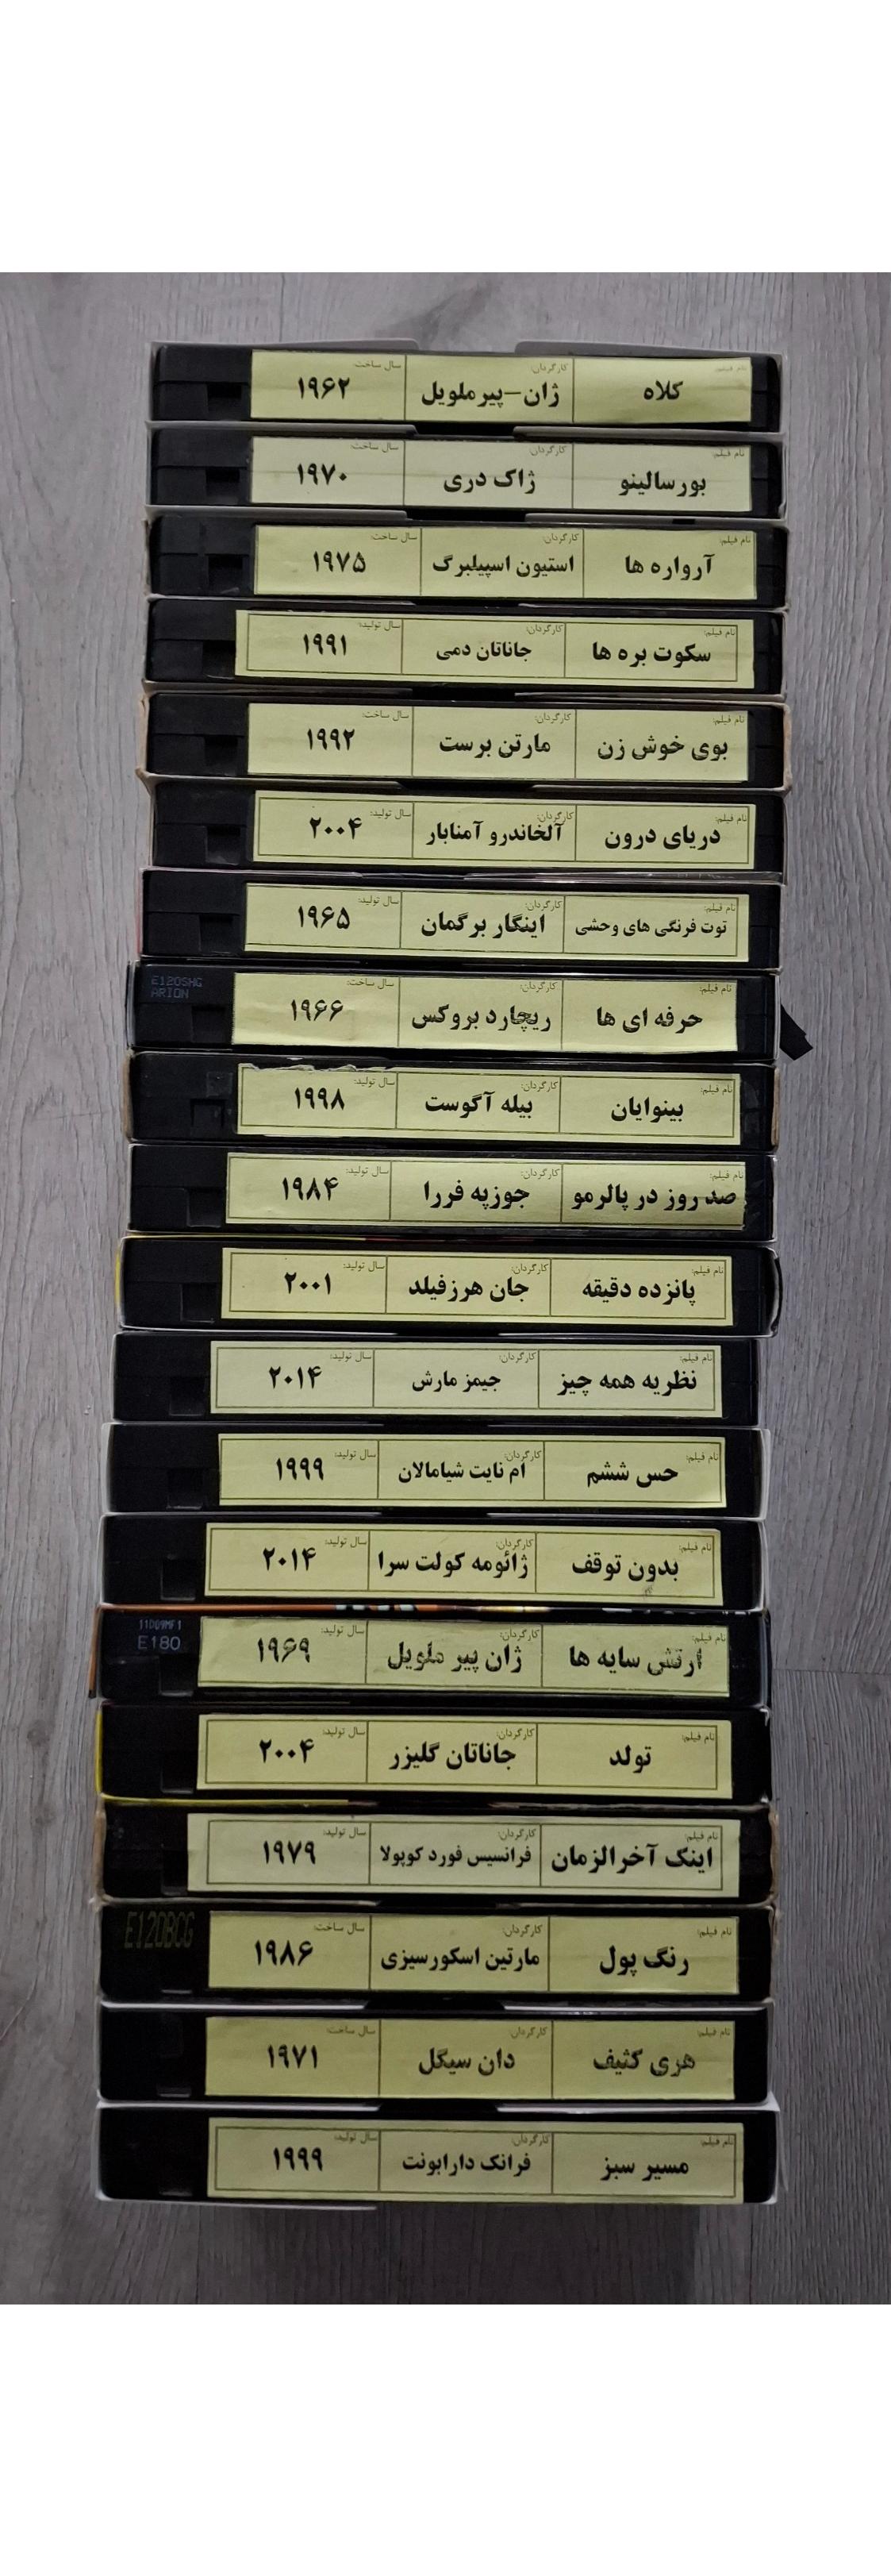 نام فیلم: کارگردان: سال ساخت:
کلاه ژان-پیر ملویل ۱۹۶۲
نام فیلم: کارگردان: سال ساخت:
بورسالینو ژاک دری ۱۹۷۰
نام فیلم: کارگردان: سال ساخت:
آرواره ها استیون اسپیلبرگ ۱۹۷۵
نام فیلم: کارگردان: سال تولید:
سکوت بره ها جاناتان دمی ۱۹۹۱
نام فیلم: کارگردان: سال ساخت:
بوی خوش زن مارتن برست ۱۹۹۲
نام فیلم: کارگردان: سال تولید:
دریای درون آلخاندرو آمنابار ۲۰۰۴
نام فیلم: کارگردان: سال تولید:
توت فرنگی های وحشی اینگار برگمان ۱۹۶۵
نام فیلم: کارگردان: سال ساخت:
حرفه ای ها ریچارد بروکس ۱۹۶۶
E120SHG
ARION
نام فیلم: کارگردان: سال تولید:
بینوایان بیله آگوست ۱۹۹۸
نام فیلم: کارگردان: سال تولید:
صد روز در پالرمو جوزپه فررا ۱۹۸۴
نام فیلم: کارگردان: سال تولید:
پانزده دقیقه جان هرزفیلد ۲۰۰۱
نام فیلم: کارگردان: سال تولید:
نظریه همه چیز جیمز مارش ۲۰۱۴
نام فیلم: کارگردان: سال تولید:
حس ششم ام نایت شیامالان ۱۹۹۹
نام فیلم: کارگردان: سال تولید:
بدون توقف ژائومه کولت سرا ۲۰۱۴
نام فیلم: کارگردان: سال تولید:
ارتش سایه ها ژان پیر ملویل ۱۹۶۹
E180
نام فیلم: کارگردان: سال تولید:
تولد جاناتان گلیزر ۲۰۰۴
نام فیلم: کارگردان: سال تولید:
اینک آخرالزمان فرانسیس فورد کوپولا ۱۹۷۹
نام فیلم: کارگردان: سال ساخت:
رنگ پول مارتین اسکورسیزی ۱۹۸۶
E120BCG
نام فیلم: کارگردان: سال ساخت:
هری کثیف دان سیگل ۱۹۷۱
نام فیلم: کارگردان: سال تولید:
مسیر سبز فرانک دارابونت ۱۹۹۹